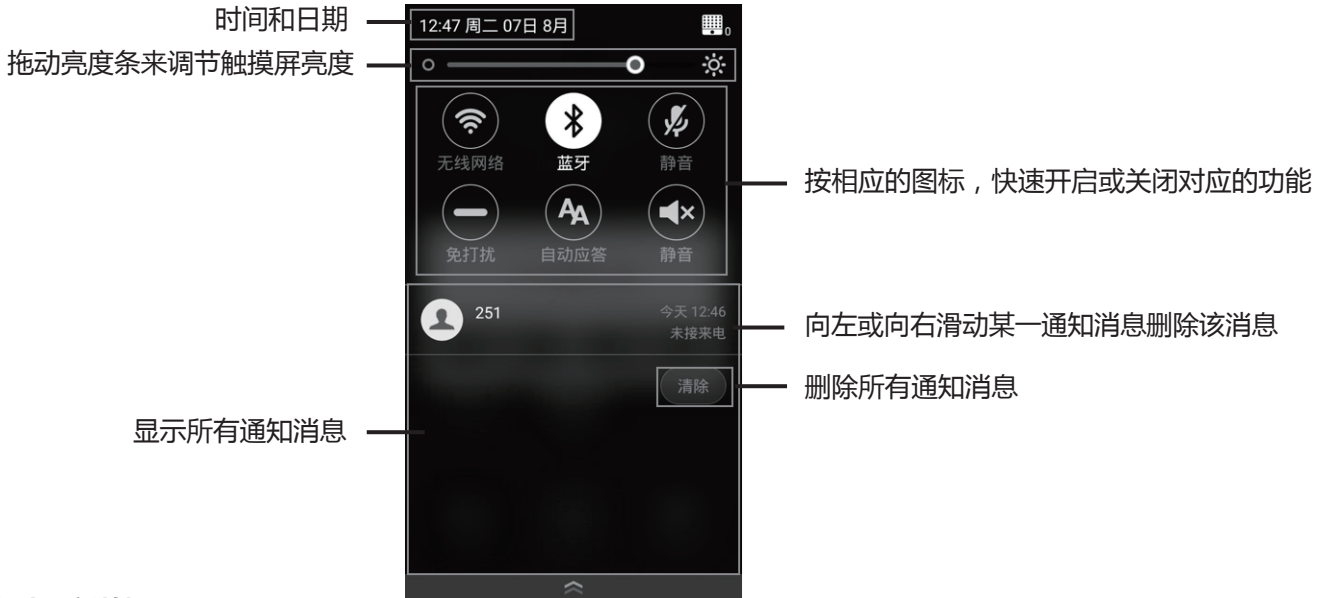 时间和日期
12:47 周二 07日 8月
0
拖动亮度条来调节触摸屏亮度
无线网络
蓝牙
静音
按相应的图标，快速开启或关闭对应的功能
AA
免打扰
自动应答
静音
251
今天 12:46
未接来电
向左或向右滑动某一通知消息删除该消息
清除
删除所有通知消息
显示所有通知消息